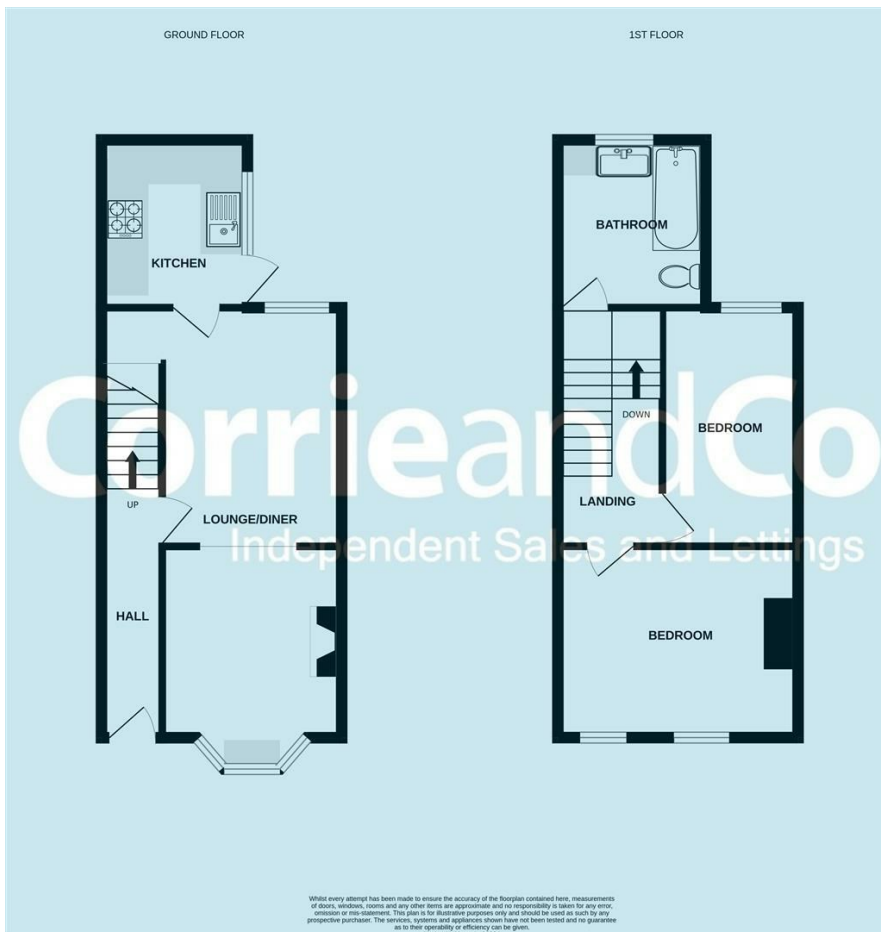 GROUND FLOOR
1ST FLOOR
KITCHEN
BATHROOM
CorrieandCo
DOWN
BEDROOM
UP
LOUNGE/DINER
LANDING
Independent Sales and Lettings
HALL
BEDROOM
Whilst every attempt has been made to ensure the accuracy of the floorplan contained here, measurements
of doors, windows, rooms and any other items are approximate and no responsibility is taken for any error,
omission or mis-statement. This plan is for illustrative purposes only and should be used as such by any
prospective purchaser. The services, systems and appliances shown have not been tested and no guarantee
as to their operability or efficiency can be given.